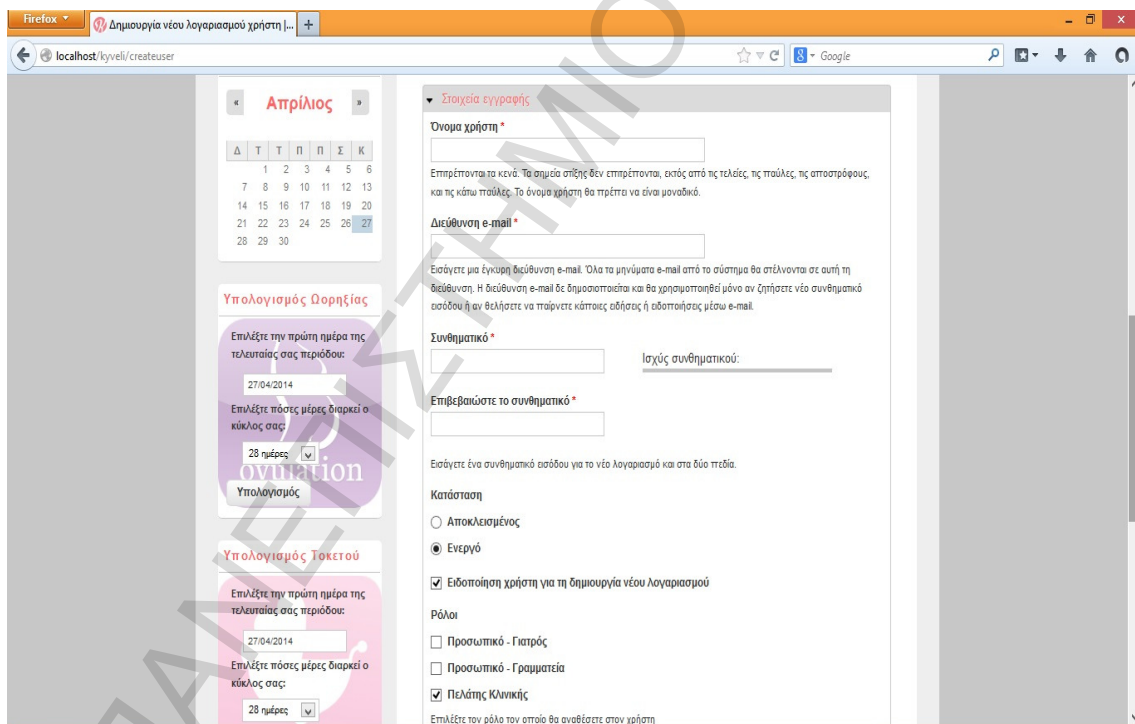 Firefox
Δημιουργία νέου λογαριασμού χρήστη |...
localhost/kyveli/createuser
Google
« Απρίλιος »
Δ Τ Τ Π Π Σ Κ
1 2 3 4 5 6
7 8 9 10 11 12 13
14 15 16 17 18 19 20
21 22 23 24 25 26 27
28 29 30
Υπολογισμός Ωορηξίας
Επιλέξτε την πρώτη ημέρα της
τελευταίας σας περιόδου:
27/04/2014
Επιλέξτε πόσες μέρες διαρκεί ο
κύκλος σας:
28 ημέρες
ovulation
Υπολογισμός
Υπολογισμός Τοκετού
Επιλέξτε την πρώτη ημέρα της
τελευταίας σας περιόδου:
27/04/2014
Επιλέξτε πόσες μέρες διαρκεί ο
κύκλος σας:
28 ημέρες
Στοιχεία εγγραφής
Όνομα χρήστη *
Επιτρέπονται τα κενά. Τα σημεία στίξης δεν επιτρέπονται, εκτός από τις τελείες, τις παύλες, τις αποστρόφους,
και τις κάτω παύλες. Το όνομα χρήστη θα πρέπει να είναι μοναδικό.
Διεύθυνση e-mail *
Εισάγετε μια έγκυρη διεύθυνση e-mail. Όλα τα μηνύματα e-mail από το σύστημα θα στέλνονται σε αυτή τη
διεύθυνση. Η διεύθυνση e-mail δε δημοσιοποιείται και θα χρησιμοποιηθεί μόνο αν ζητήσετε νέο συνθηματικό
εισόδου ή αν θελήσετε να παίρνετε κάποιες ειδήσεις ή ειδοποιήσεις μέσω e-mail.
Συνθηματικό *
Ισχύς συνθηματικού:
Επιβεβαιώστε το συνθηματικό *
Εισάγετε ένα συνθηματικό εισόδου για το νέο λογαριασμό και στα δύο πεδία.
Κατάσταση
Αποκλεισμένος
Ενεργό
Ειδοποίηση χρήστη για τη δημιουργία νέου λογαριασμού
Ρόλοι
Προσωπικό - Γιατρός
Προσωπικό - Γραμματεία
Πελάτης Κλινικής
Επιλέξτε τον ρόλο τον οποίο θα αναθέσετε στον χρήστη
ΠΑΝΕΠΙΣΤΗΜΙΟ